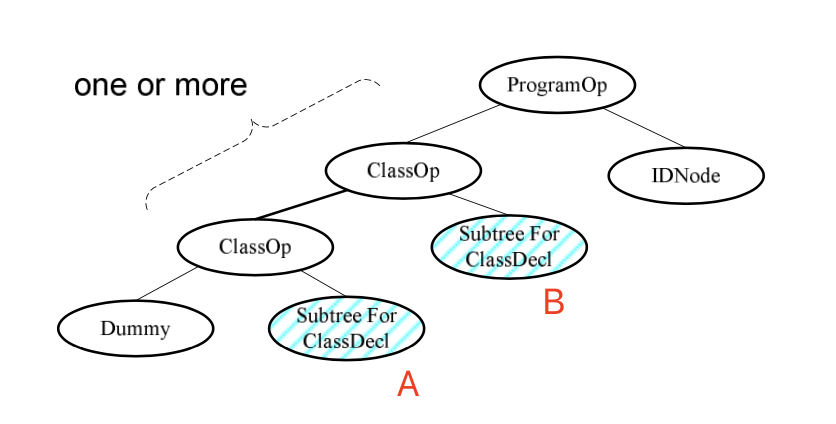 one or more
ProgramOp
ClassOp
IDNode
ClassOp
Subtree For
ClassDecl
B
Dummy
Subtree For
ClassDecl
A